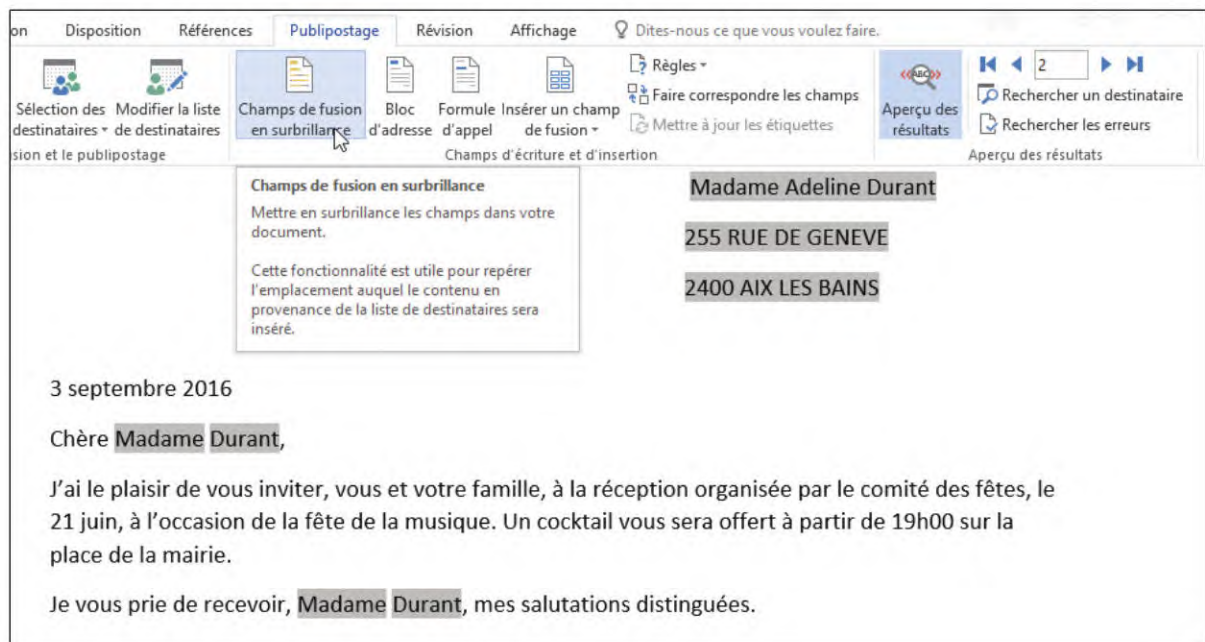 on Disposition Références Publipostage Révision Affichage Dites-nous ce que vous voulez faire.
Sélection des destinataires
Modifier la liste de destinataires
Champs de fusion en surbrillance
Bloc d'adresse
Formule d'appel
Insérer un champ de fusion
Règles
Faire correspondre les champs
Mettre à jour les étiquettes
«ABC»
Aperçu des résultats
2
Rechercher un destinataire
Rechercher les erreurs
sion et le publipostage
Champs d'écriture et d'insertion
Aperçu des résultats
Champs de fusion en surbrillance
Mettre en surbrillance les champs dans votre
document.
Cette fonctionnalité est utile pour repérer
l'emplacement auquel le contenu en
provenance de la liste de destinataires sera
inséré.
Madame Adeline Durant
255 RUE DE GENEVE
2400 AIX LES BAINS
3 septembre 2016
Chère Madame Durant,
J'ai le plaisir de vous inviter, vous et votre famille, à la réception organisée par le comité des fêtes, le
21 juin, à l'occasion de la fête de la musique. Un cocktail vous sera offert à partir de 19h00 sur la
place de la mairie.
Je vous prie de recevoir, Madame Durant, mes salutations distinguées.